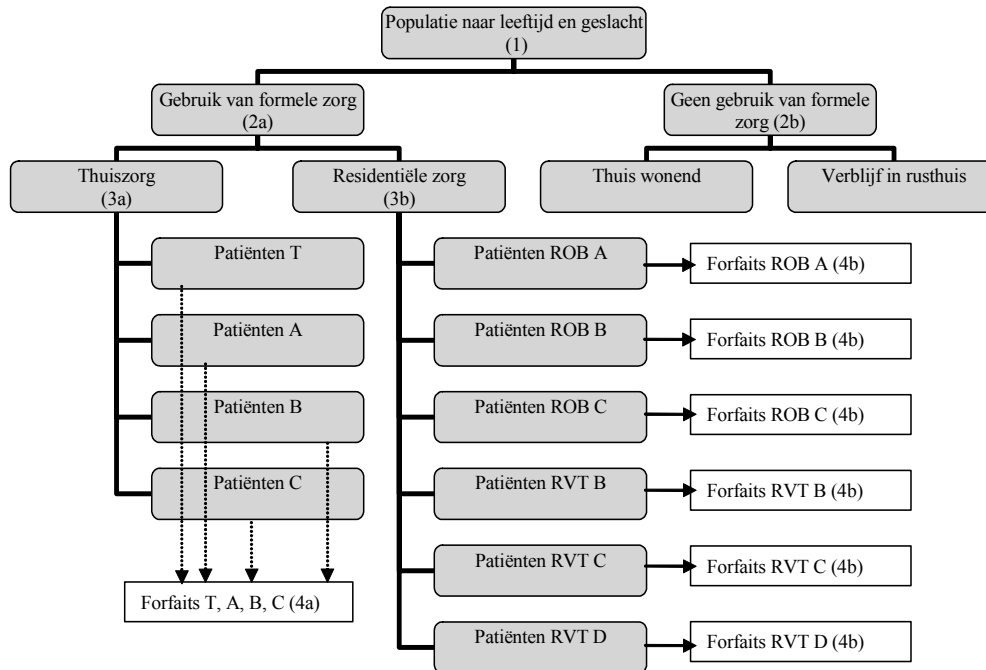 Populatie naar leeftijd en geslacht
(1)
Gebruik van formele zorg
(2a)
Geen gebruik van formele
zorg (2b)
Thuiszorg
(3a)
Residentiële zorg
(3b)
Thuis wonend
Verblijf in rusthuis
Patiënten T
Patiënten A
Patiënten B
Patiënten C
Forfaits T, A, B, C (4a)
Patiënten ROB A
Forfaits ROB A (4b)
Patiënten ROB B
Forfaits ROB B (4b)
Patiënten ROB C
Forfaits ROB C (4b)
Patiënten RVT B
Forfaits RVT B (4b)
Patiënten RVT C
Forfaits RVT C (4b)
Patiënten RVT D
Forfaits RVT D (4b)